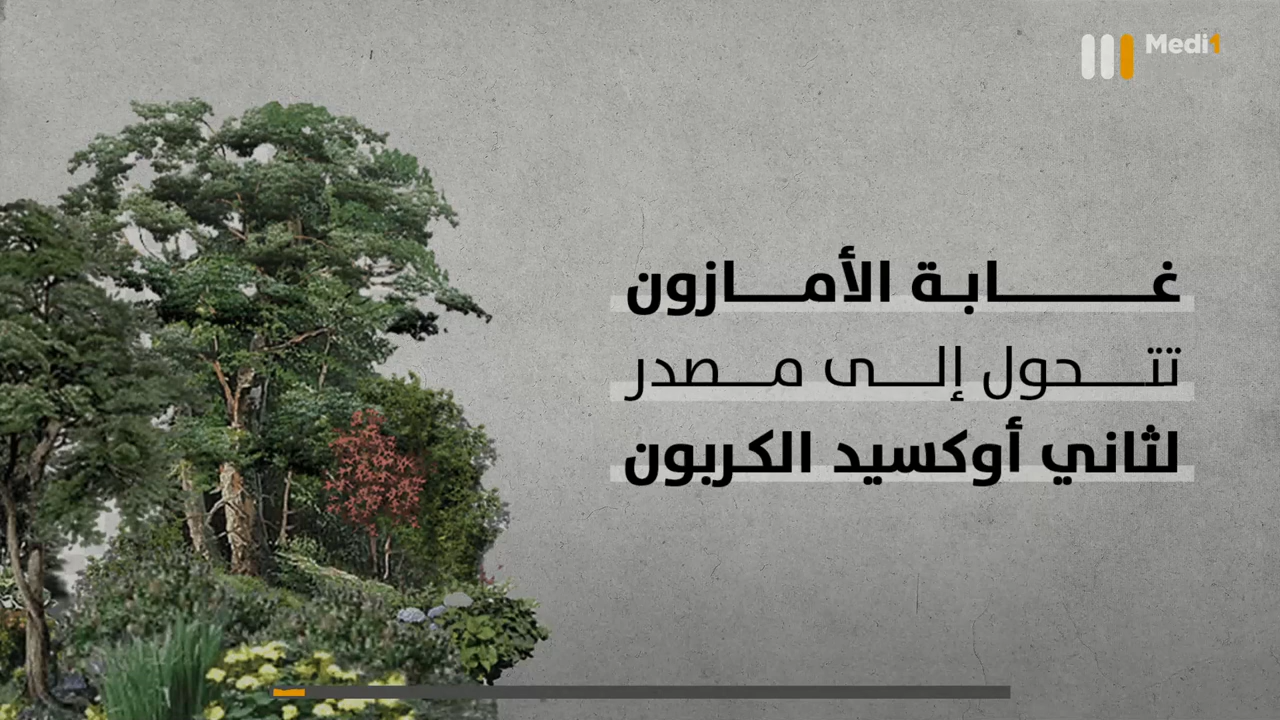 Medi1
غابة الأمازون
تتحول إلى مصدر
لثاني أوكسيد الكربون